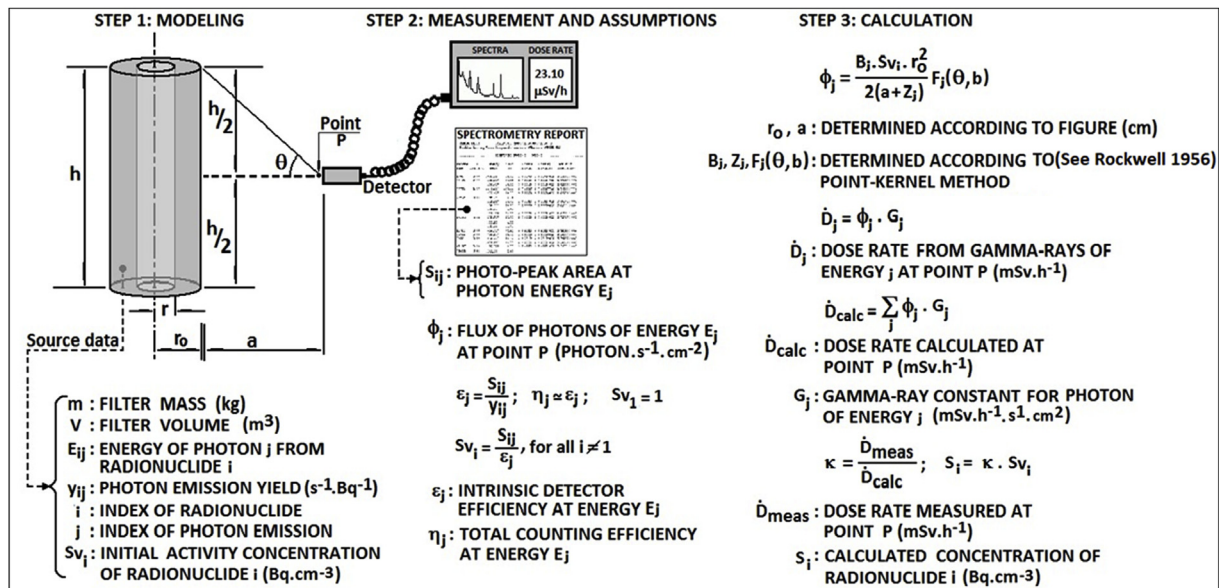 STEP 1: MODELING
h
h/2
h/2
θ
Point
P
Detector
r
r₀
a
Source data
m : FILTER MASS (kg)
V : FILTER VOLUME (m³)
Eᵢⱼ: ENERGY OF PHOTON j FROM
RADIONUCLIDE i
yᵢⱼ: PHOTON EMISSION YIELD (s⁻¹.Bq⁻¹)
i : INDEX OF RADIONUCLIDE
j : INDEX OF PHOTON EMISSION
Svᵢ: INITIAL ACTIVITY CONCENTRATION
OF RADIONUCLIDE i (Bq.cm⁻³)
STEP 2: MEASUREMENT AND ASSUMPTIONS
SPECTRA
DOSE RATE
23.10
µSv/h
SPECTROMETRY REPORT
Sᵢⱼ : PHOTO-PEAK AREA AT
PHOTON ENERGY Eⱼ
ϕⱼ : FLUX OF PHOTONS OF ENERGY Eⱼ
AT POINT P (PHOTON.s⁻¹.cm⁻²)
εⱼ = Sᵢⱼ/yᵢⱼ ; ηⱼ ≃ εⱼ ; Sv₁ = 1
Svᵢ = Sᵢⱼ/εⱼ , for all i ≠ 1
εⱼ : INTRINSIC DETECTOR
EFFICIENCY AT ENERGY Eⱼ
ηⱼ : TOTAL COUNTING EFFICIENCY
AT ENERGY Eⱼ
STEP 3: CALCULATION
ϕⱼ = Bⱼ.Svᵢ.r₀²/2(a+Zⱼ) Fⱼ(θ,b)
r₀ , a : DETERMINED ACCORDING TO FIGURE (cm)
Bⱼ, Zⱼ, Fⱼ(θ,b): DETERMINED ACCORDING TO(See Rockwell 1956)
POINT-KERNEL METHOD
Ḋⱼ = ϕⱼ . Gⱼ
Ḋⱼ : DOSE RATE FROM GAMMA-RAYS OF
ENERGY j AT POINT P (mSv.h⁻¹)
Ḋcalc = ∑ⱼ ϕⱼ . Gⱼ
Ḋcalc : DOSE RATE CALCULATED AT
POINT P (mSv.h⁻¹)
Gⱼ : GAMMA-RAY CONSTANT FOR PHOTON
OF ENERGY j (mSv.h⁻¹.s¹.cm²)
κ = Ḋmeas/Ḋcalc ; Sᵢ = κ . Svᵢ
Ḋmeas : DOSE RATE MEASURED AT
POINT P (mSv.h⁻¹)
Sᵢ : CALCULATED CONCENTRATION OF
RADIONUCLIDE i (Bq.cm⁻³)